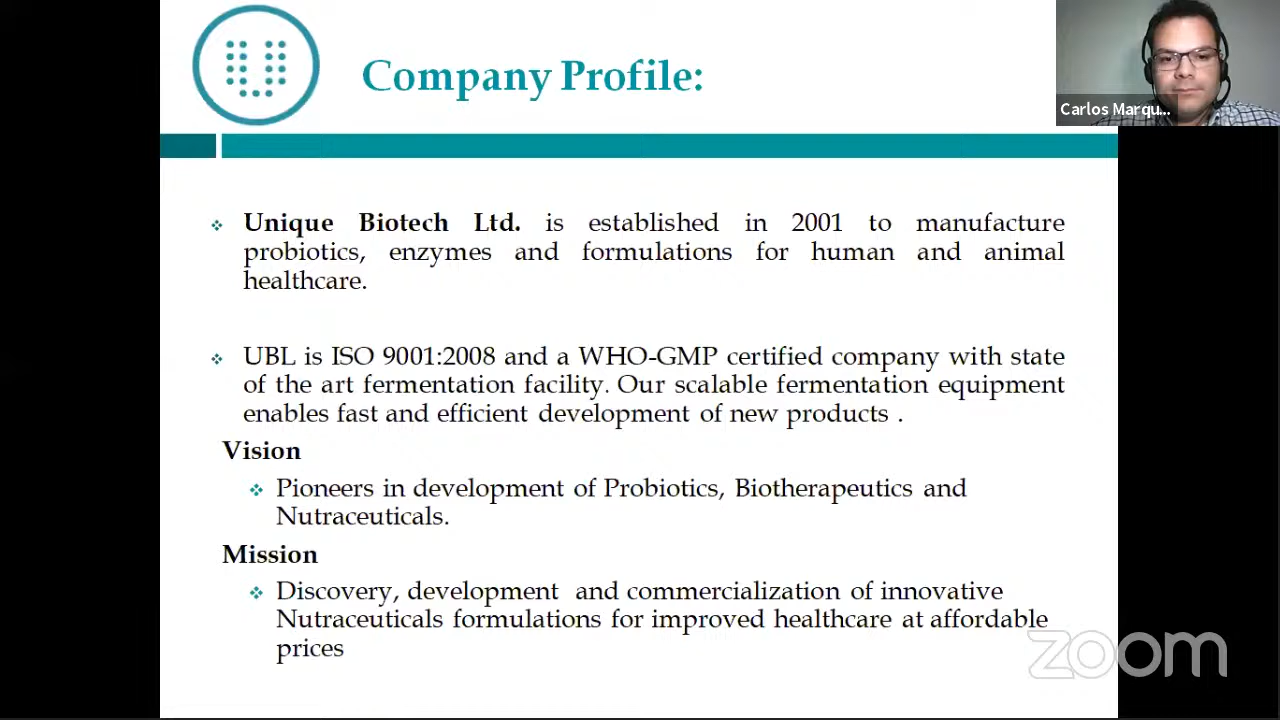 Company Profile:
Carlos Marqu...
Unique Biotech Ltd. is established in 2001 to manufacture
probiotics, enzymes and formulations for human and animal
healthcare.
UBL is ISO 9001:2008 and a WHO-GMP certified company with state
of the art fermentation facility. Our scalable fermentation equipment
enables fast and efficient development of new products .
Vision
Pioneers in development of Probiotics, Biotherapeutics and
Nutraceuticals.
Mission
Discovery, development and commercialization of innovative
Nutraceuticals formulations for improved healthcare at affordable
prices
zoom